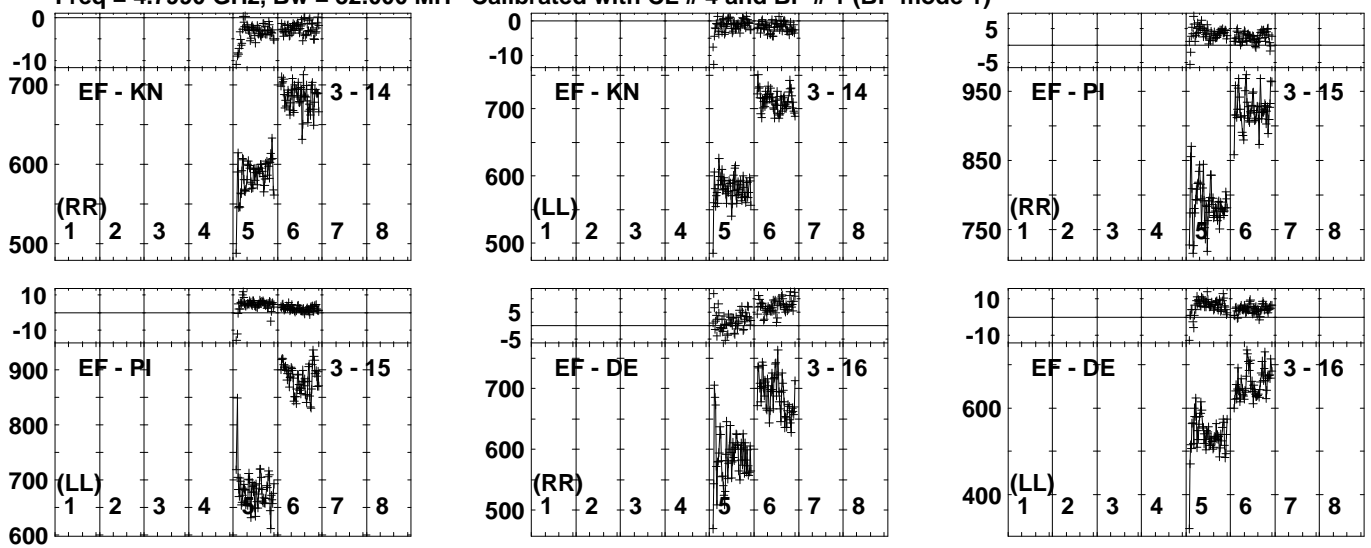 Calibrated with CL # 4 and BP # 1 (BP mode 1)
0
-10
700
600
500
EF - KN
3 - 14
(RR)
1 2 3 4 5 6 7 8
0
-10
700
600
500
EF - KN
3 - 14
(LL)
1 2 3 4 5 6 7 8
5
-5
950
850
750
EF - PI
3 - 15
(RR)
1 2 3 4 5 6 7 8
10
-10
900
800
700
600
EF - PI
3 - 15
(LL)
1 2 3 4 5 6 7 8
5
-5
700
600
500
EF - DE
3 - 16
(RR)
1 2 3 4 5 6 7 8
10
-10
600
400
EF - DE
3 - 16
(LL)
1 2 3 4 5 6 7 8